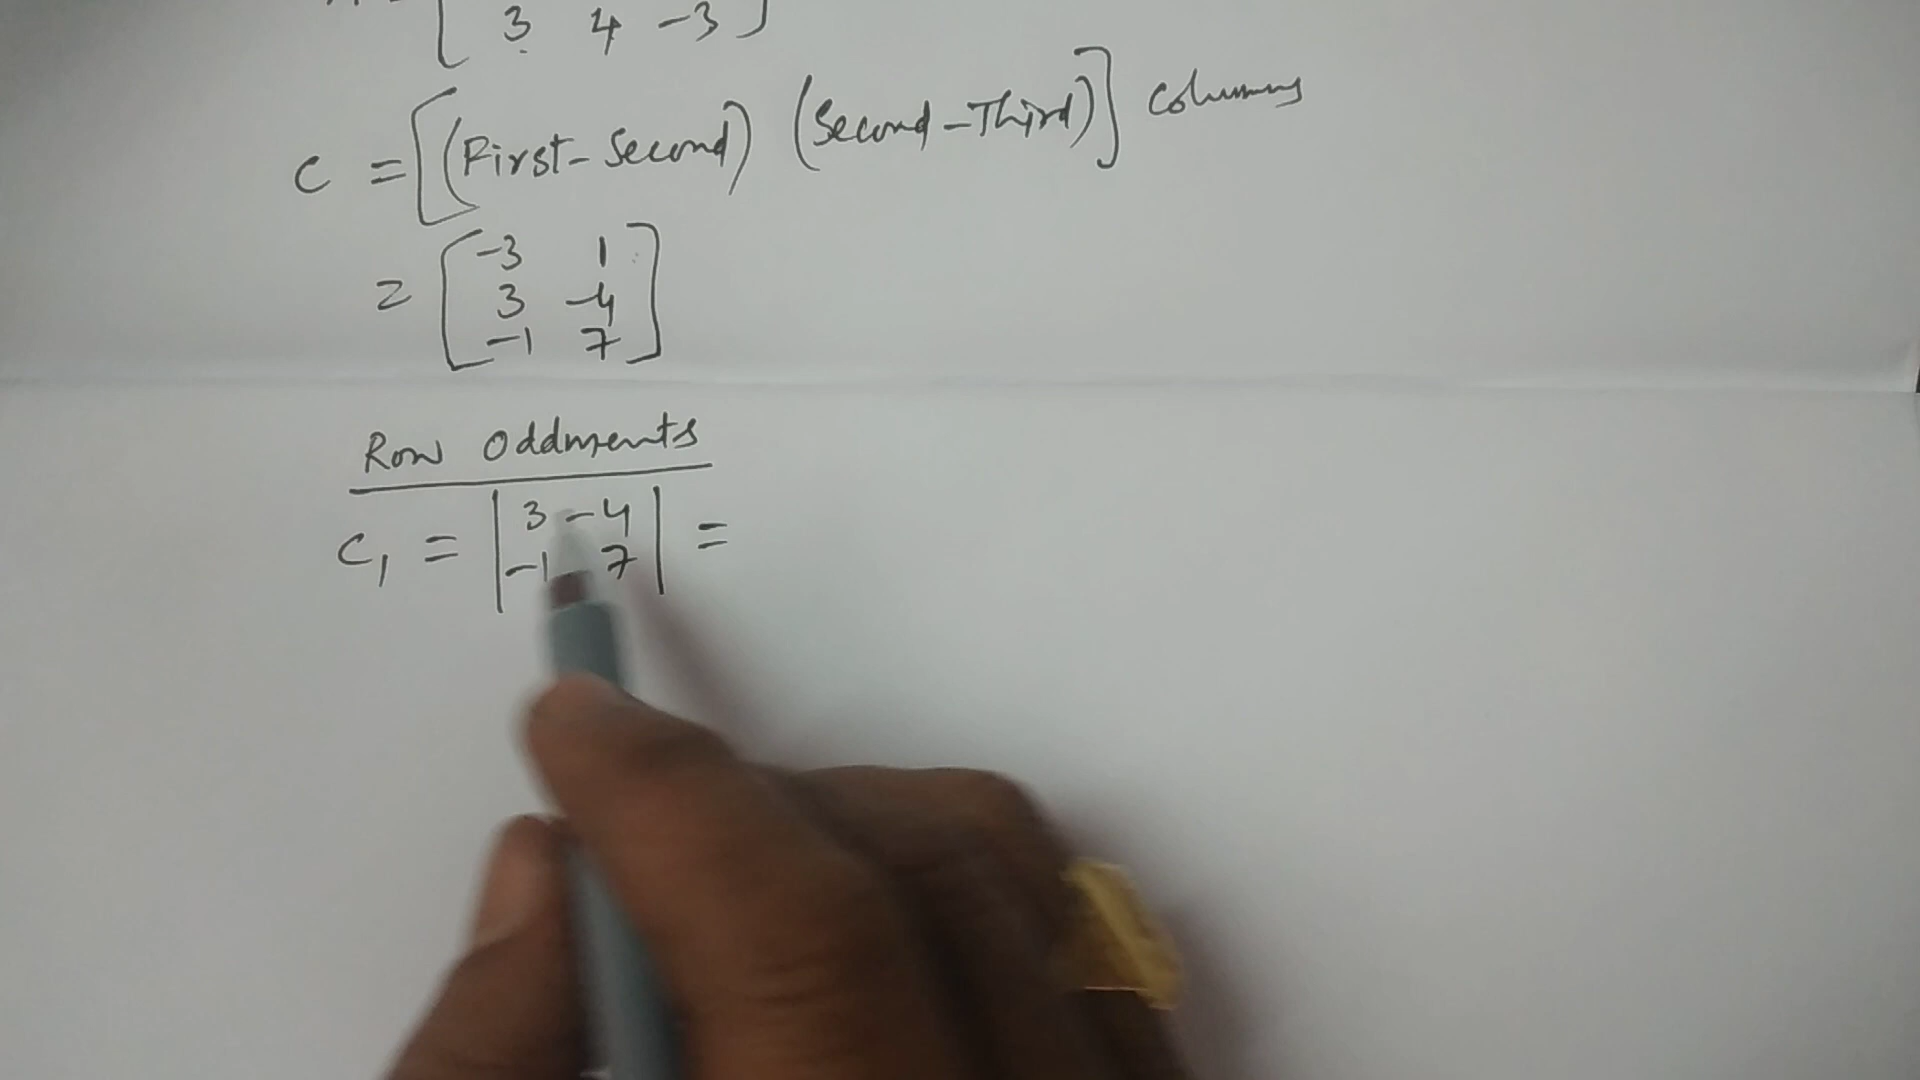 3 4 -3
C = [(First-Second) (Second-Third)] columns
= [-3 1
3 -4
-1 7]
Row Oddments
C₁ = |3 -4
-1 7| =